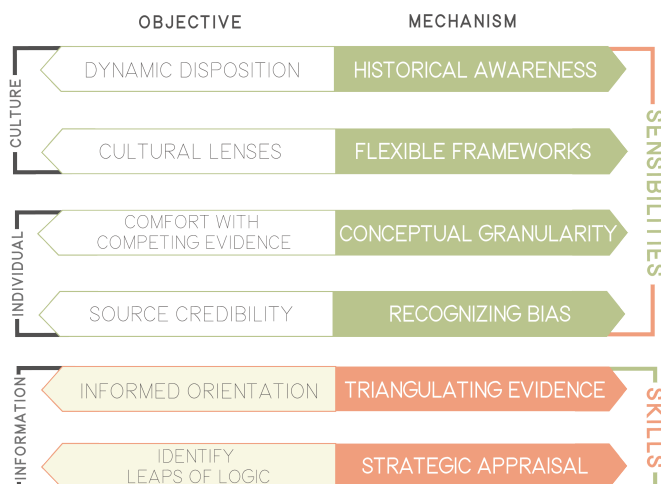 OBJECTIVE
MECHANISM
CULTURE
DYNAMIC DISPOSITION
HISTORICAL AWARENESS
CULTURAL LENSES
FLEXIBLE FRAMEWORKS
SENSIBILITIES
INDIVIDUAL
COMFORT WITH
COMPETING EVIDENCE
CONCEPTUAL GRANULARITY
SOURCE CREDIBILITY
RECOGNIZING BIAS
INFORMATION
INFORMED ORIENTATION
TRIANGULATING EVIDENCE
SKILLS
IDENTIFY
LEAPS OF LOGIC
STRATEGIC APPRAISAL